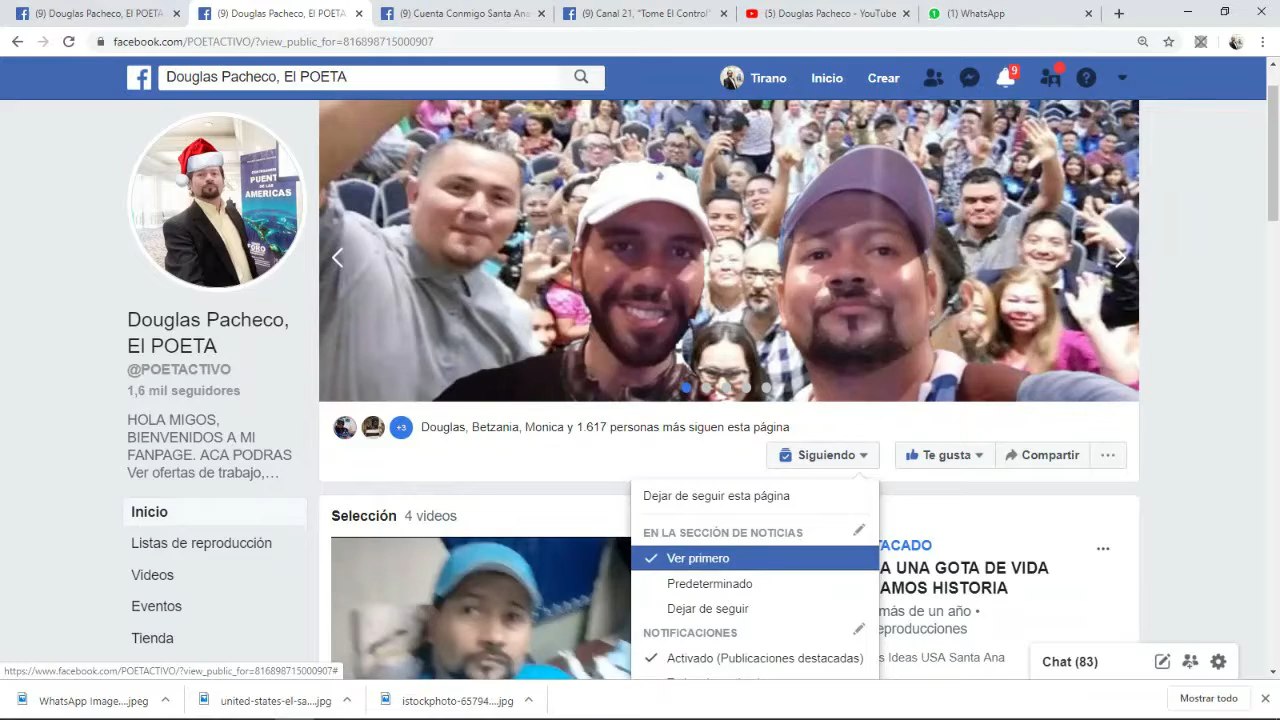 (9) Douglas Pacheco, El POETA
(9) Douglas Pacheco, El POETA
(9) Cuenta Conmigo Santa Ana
(9) Canal 21, "Tome El Control"
(5) Douglas Pacheco - YouTube
(1) WhatsApp
facebook.com/POETACTIVO/?view_public_for=816898715000907
Douglas Pacheco, El POETA
Tirano
Inicio
Crear
9
PUENT
DE LAS
AMERICAS
Douglas Pacheco,
El POETA
@POETACTIVO
1,6 mil seguidores
HOLA MIGOS,
BIENVENIDOS A MI
FANPAGE. ACA PODRAS
Ver ofertas de trabajo,…
+3
Douglas, Betzania, Monica y 1.617 personas más siguen esta página
Siguiendo
Te gusta
Compartir
Dejar de seguir esta página
EN LA SECCIÓN DE NOTICIAS
Ver primero
Predeterminado
Dejar de seguir
NOTIFICACIONES
Activado (Publicaciones destacadas)
Inicio
Listas de reproducción
Videos
Eventos
Tienda
Selección 4 videos
TACADO
A UNA GOTA DE VIDA
AMOS HISTORIA
más de un año •
eproducciones
s Ideas USA Santa Ana
Chat (83)
https://www.facebook.com/POETACTIVO/?view_public_for=816898715000907#
WhatsApp Image....jpeg
united-states-el-sa....jpg
istockphoto-65794....jpg
Mostrar todo